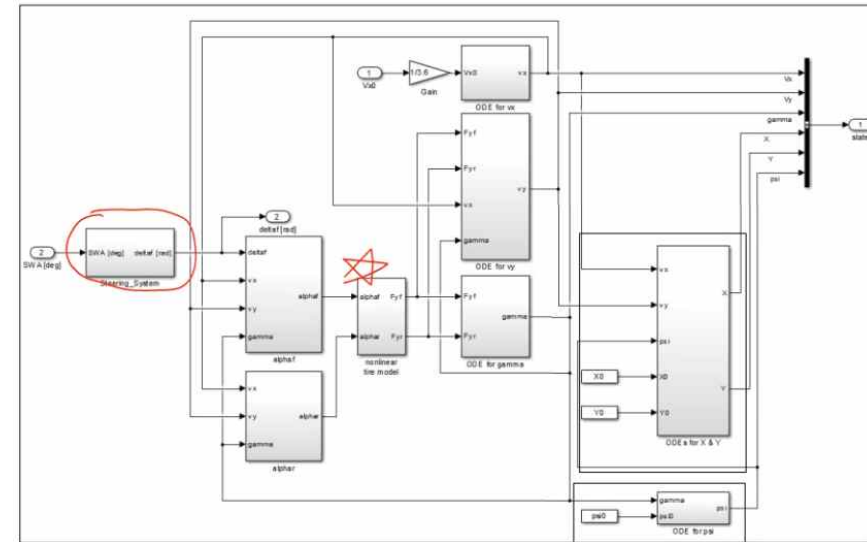 1
Vx0
1/3.6
Gain
Vx0
vx
ODE for vx
Fyf
Fyr
vx
gamma
vy
ODE for vy
Vx
Vy
gamma
X
Y
psi
1
2
deltaf [rad]
2
SWA [deg]
SWA [deg]
deltaf [rad]
Steering_System
deltaf
vx
vy
gamma
alphaf
alphaf
alphaf
alphar
Fyf
Fyr
nonlinear
tire model
Fyf
Fyr
gamma
ODE for gamma
vx
vy
gamma
alphar
alphar
vx
vy
psi
X0
Y0
X
Y
X0
Y0
ODEs for X & Y
gamma
psi0
psi0
psi
ODE for psi